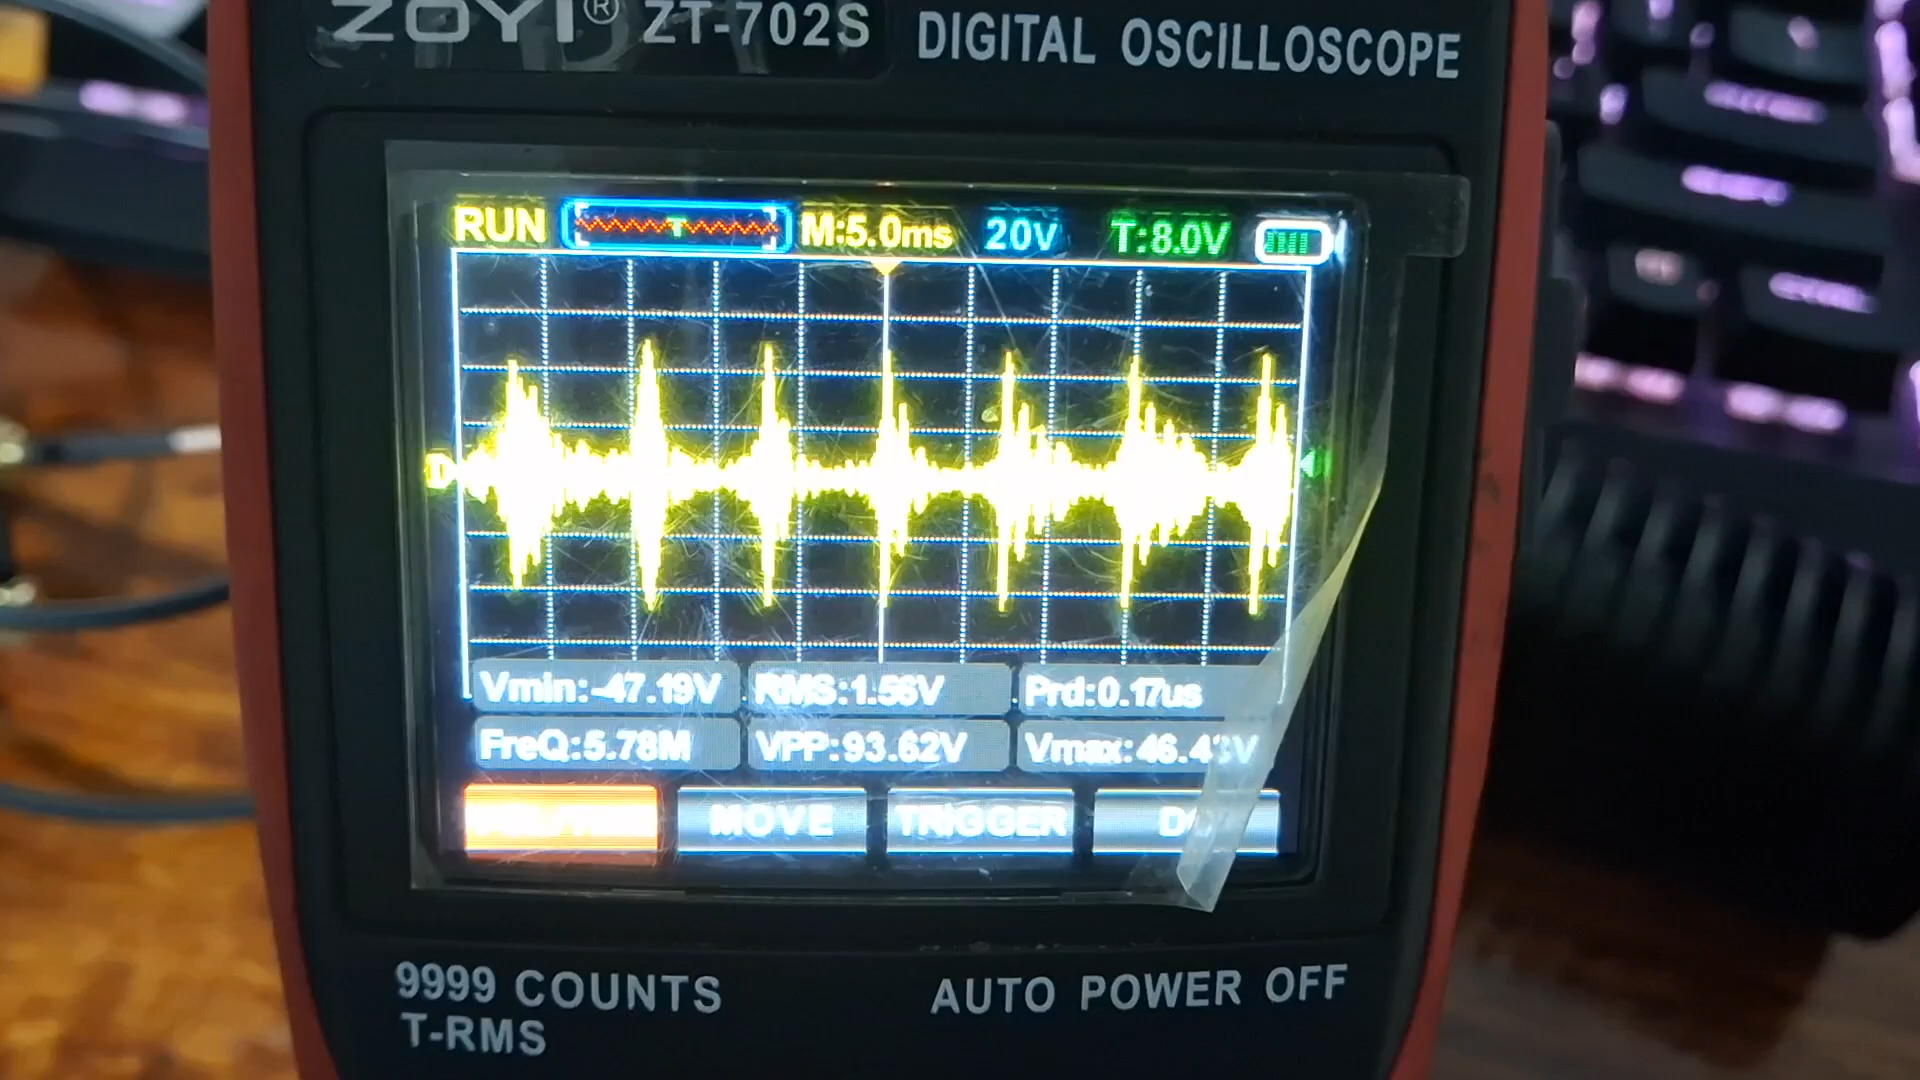 ZOYI® ZT-702S DIGITAL OSCILLOSCOPE
RUN T M:5.0ms 20V T:8.0V
Vmin:-47.19V RMS:1.56V Prd:0.17us
FreQ:5.78M VPP:93.62V
MOVE TRIGGER
9999 COUNTS AUTO POWER OFF
T-RMS